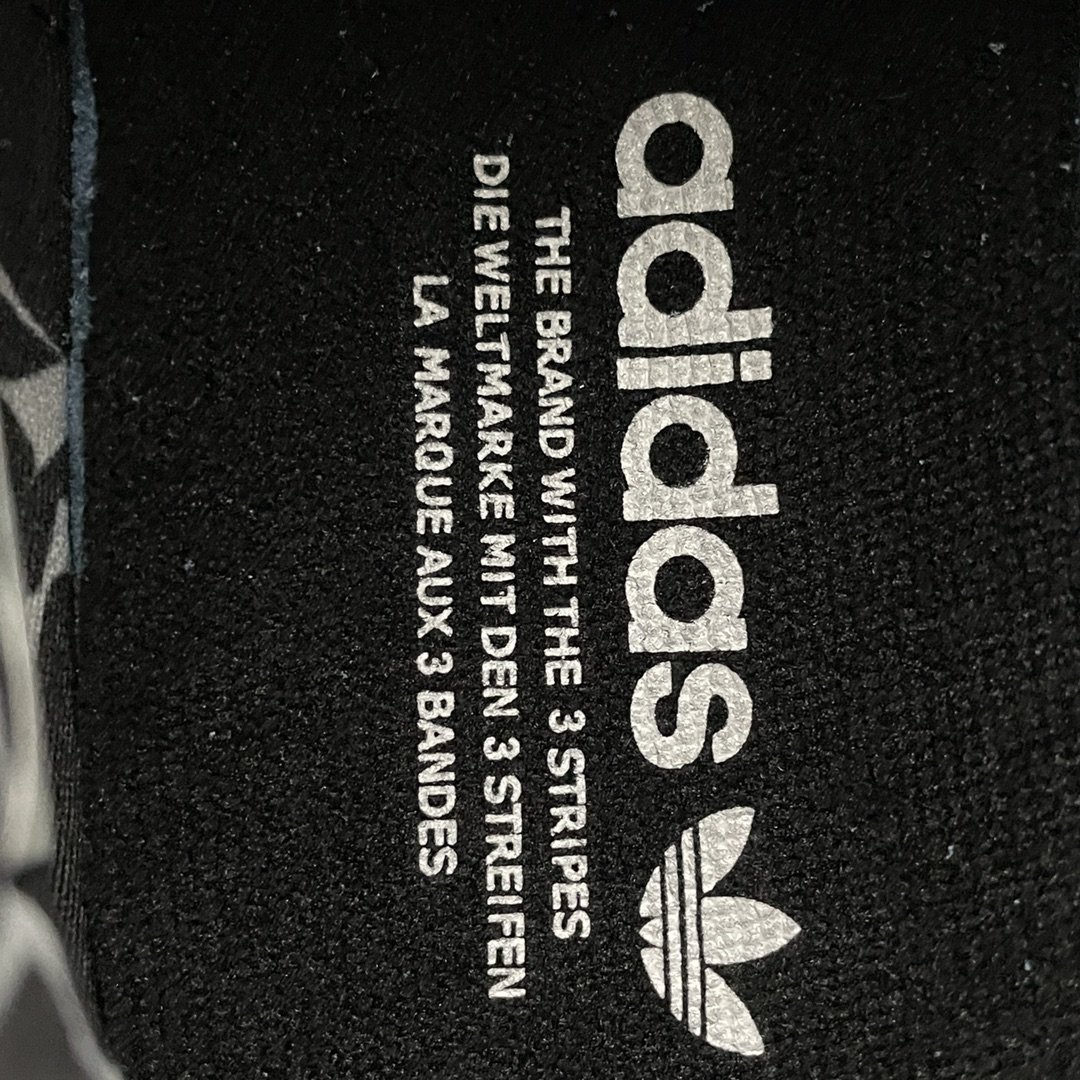 adidas
THE BRAND WITH THE 3 STRIPES
DIE WELTMARKE MIT DEN 3 STREIFEN
LA MARQUE AUX 3 BANDES